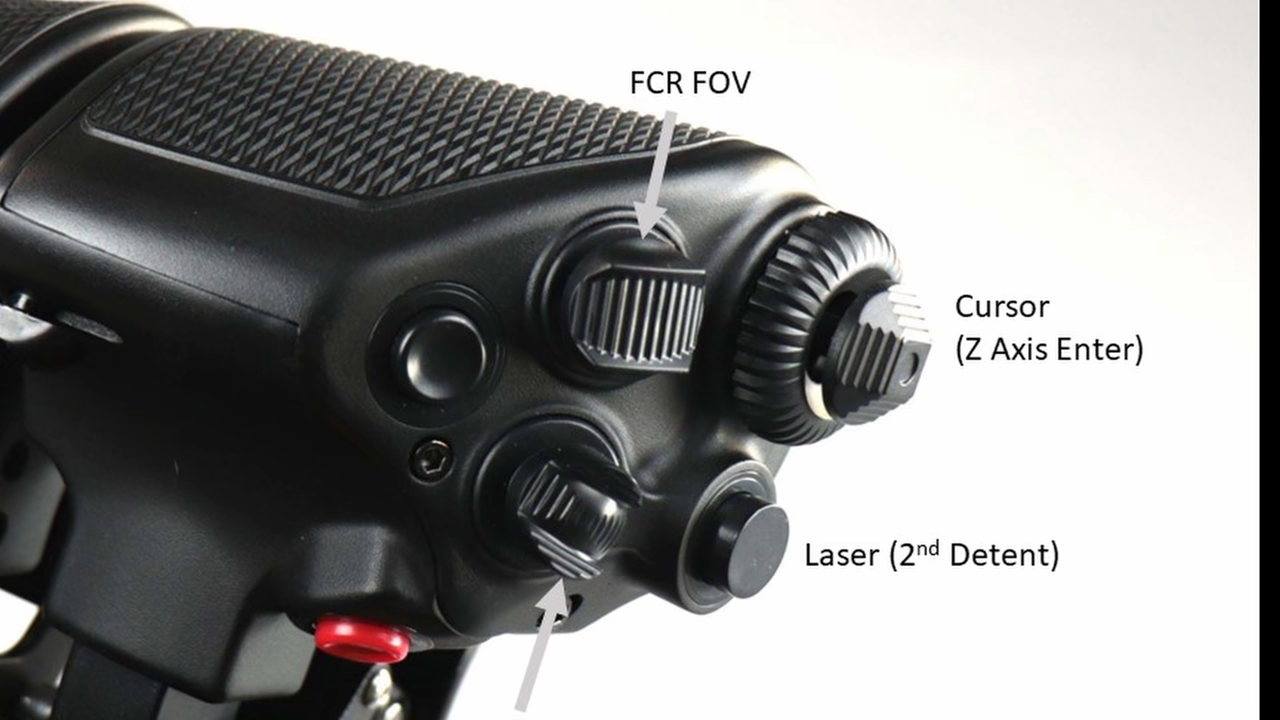 FCR FOV
Cursor
(Z Axis Enter)
Laser (2nd Detent)